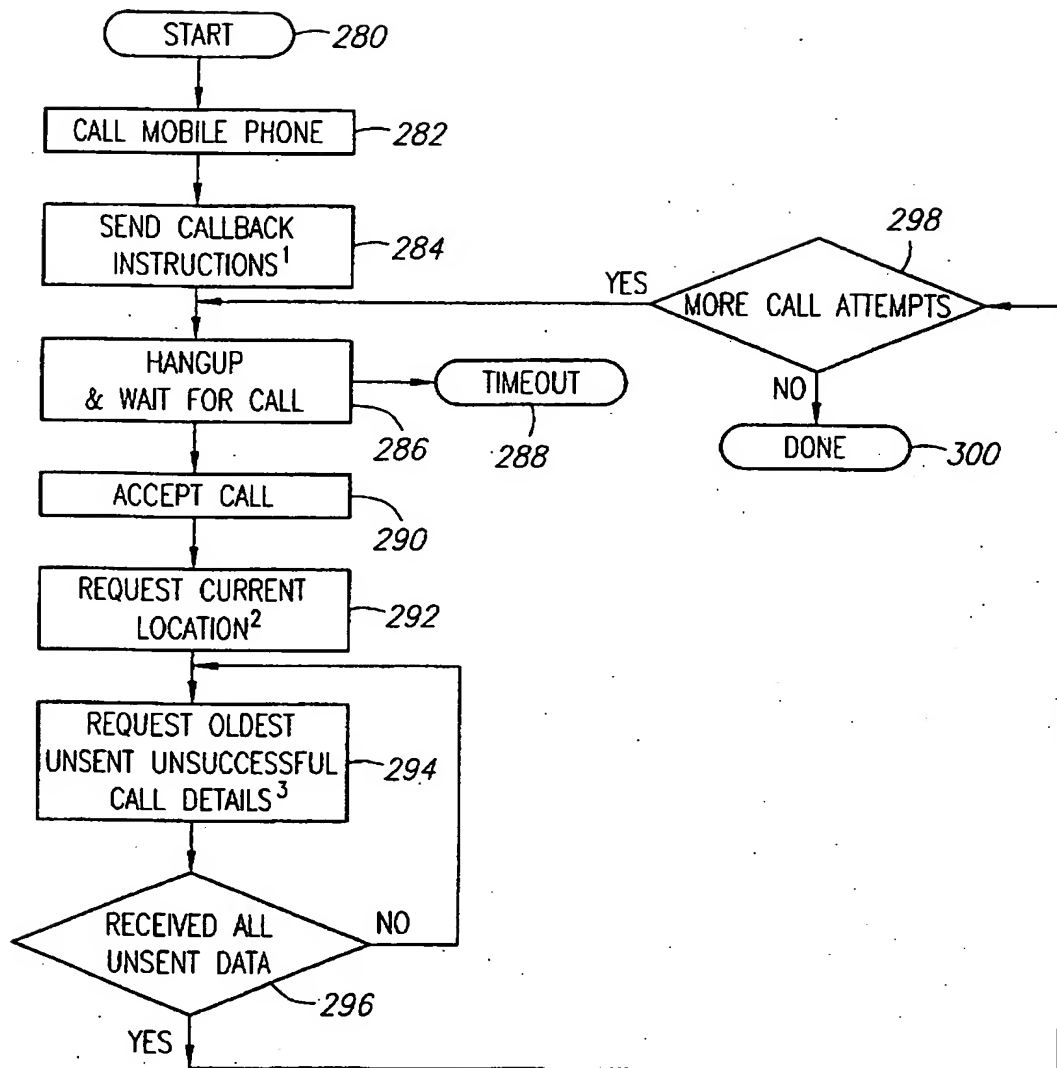 START
280
CALL MOBILE PHONE
282
SEND CALLBACK
INSTRUCTIONS¹
284
298
YES
MORE CALL ATTEMPTS
HANGUP
& WAIT FOR CALL
286
TIMEOUT
288
NO
DONE
300
ACCEPT CALL
290
REQUEST CURRENT
LOCATION²
292
REQUEST OLDEST
UNSENT UNSUCCESSFUL
CALL DETAILS³
294
RECEIVED ALL
UNSENT DATA
NO
296
YES